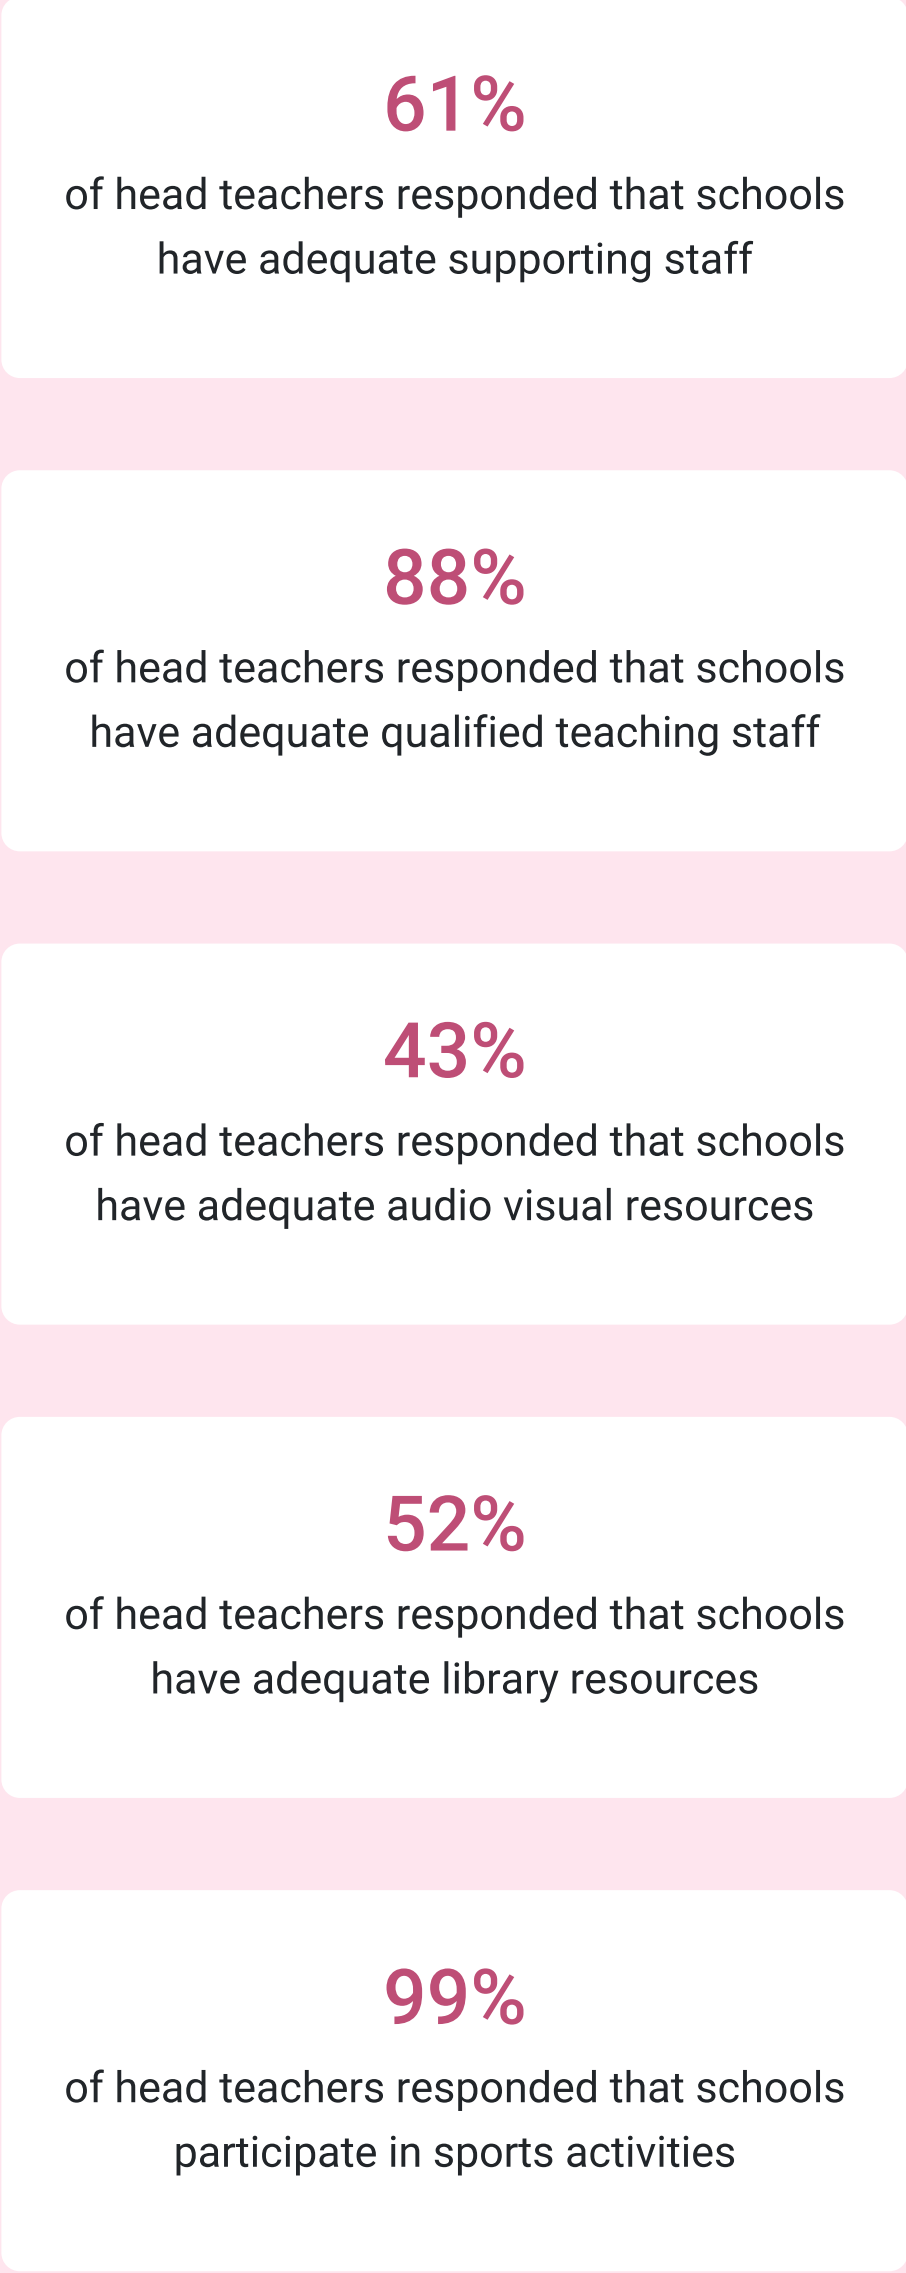 61%
of head teachers responded that schools
have adequate supporting staff
88%
of head teachers responded that schools
have adequate qualified teaching staff
43%
of head teachers responded that schools
have adequate audio visual resources
52%
of head teachers responded that schools
have adequate library resources
99%
of head teachers responded that schools
participate in sports activities